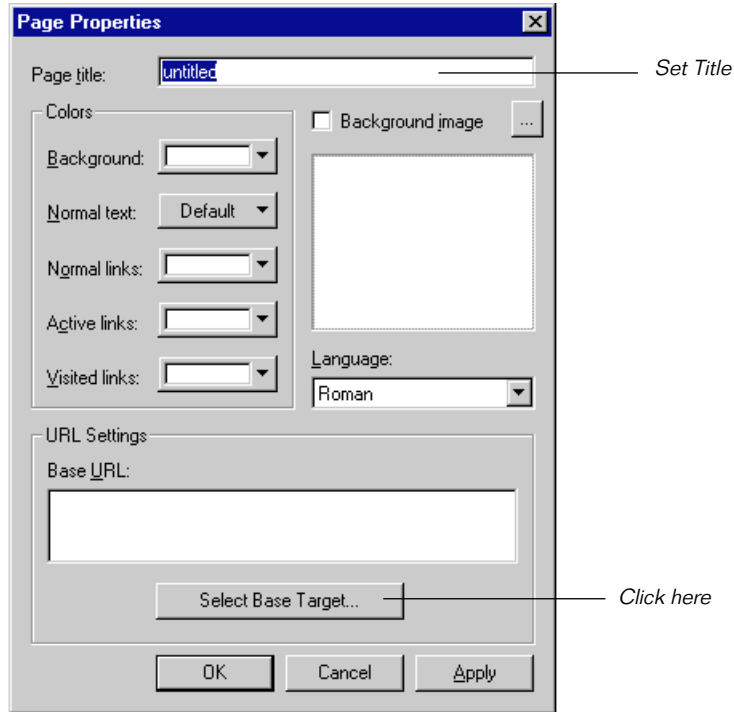 Page Properties
Page title: untitled
Set Title
Colors
Background:
Normal text: Default
Normal links:
Active links:
Visited links:
Background image ...
Language:
Roman
URL Settings
Base URL:
Select Base Target...
Click here
OK Cancel Apply